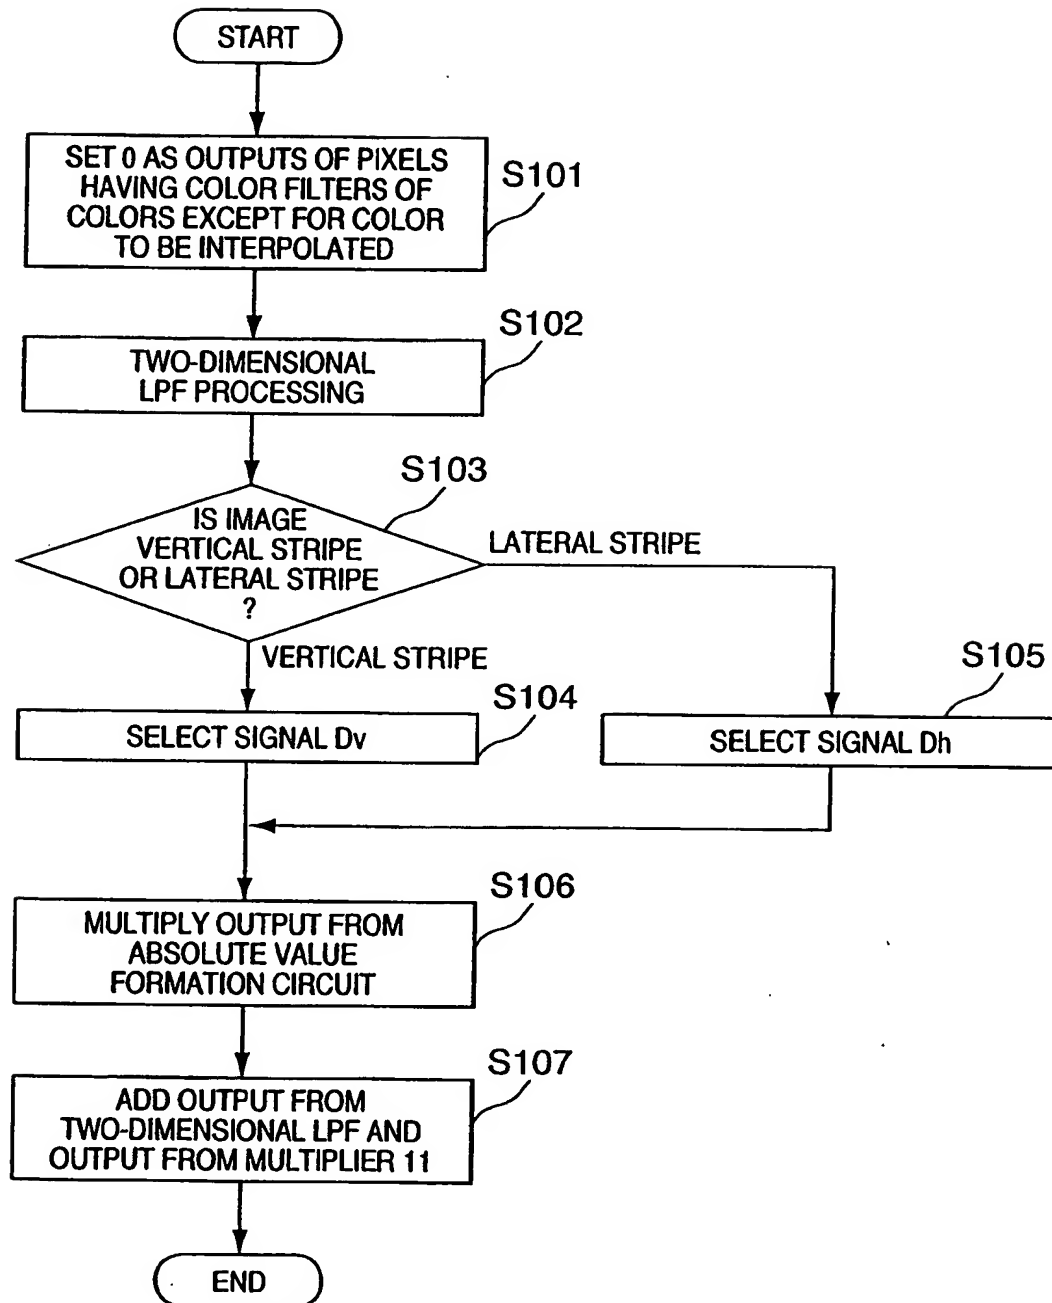 START
SET 0 AS OUTPUTS OF PIXELS
HAVING COLOR FILTERS OF
COLORS EXCEPT FOR COLOR
TO BE INTERPOLATED
S101
TWO-DIMENSIONAL
LPF PROCESSING
S102
IS IMAGE
VERTICAL STRIPE
OR LATERAL STRIPE
?
S103
LATERAL STRIPE
VERTICAL STRIPE
SELECT SIGNAL Dv
S104
SELECT SIGNAL Dh
S105
MULTIPLY OUTPUT FROM
ABSOLUTE VALUE
FORMATION CIRCUIT
S106
ADD OUTPUT FROM
TWO-DIMENSIONAL LPF AND
OUTPUT FROM MULTIPLIER 11
S107
END